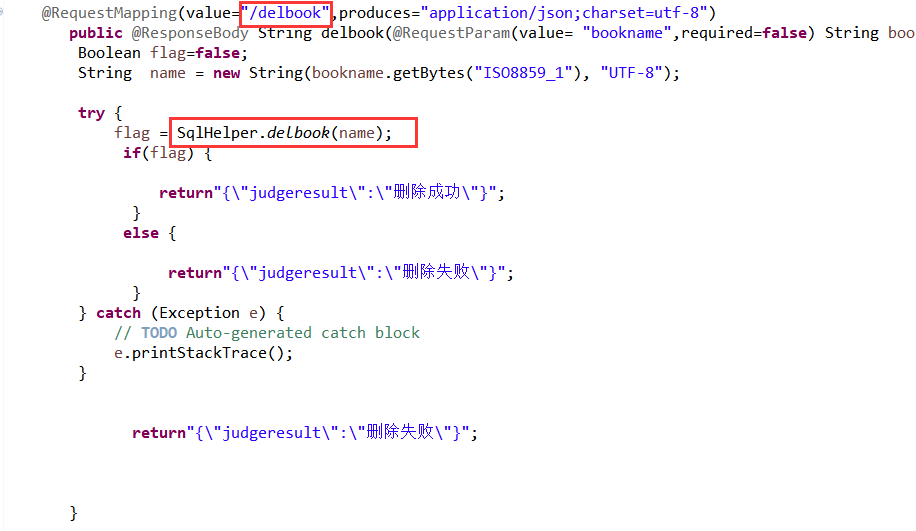 @RequestMapping(value="/delbook",produces="application/json;charset=utf-8")
public @ResponseBody String delbook(@RequestParam(value= "bookname",required=false) String boo
Boolean flag=false;
String name = new String(bookname.getBytes("ISO8859_1"), "UTF-8");
try {
flag = SqlHelper.delbook(name);
if(flag) {
return"{\"judgeresult\":\"删除成功\"}";
}
else {
return"{\"judgeresult\":\"删除失败\"}";
}
} catch (Exception e) {
// TODO Auto-generated catch block
e.printStackTrace();
}
return"{\"judgeresult\":\"删除失败\"}";
}